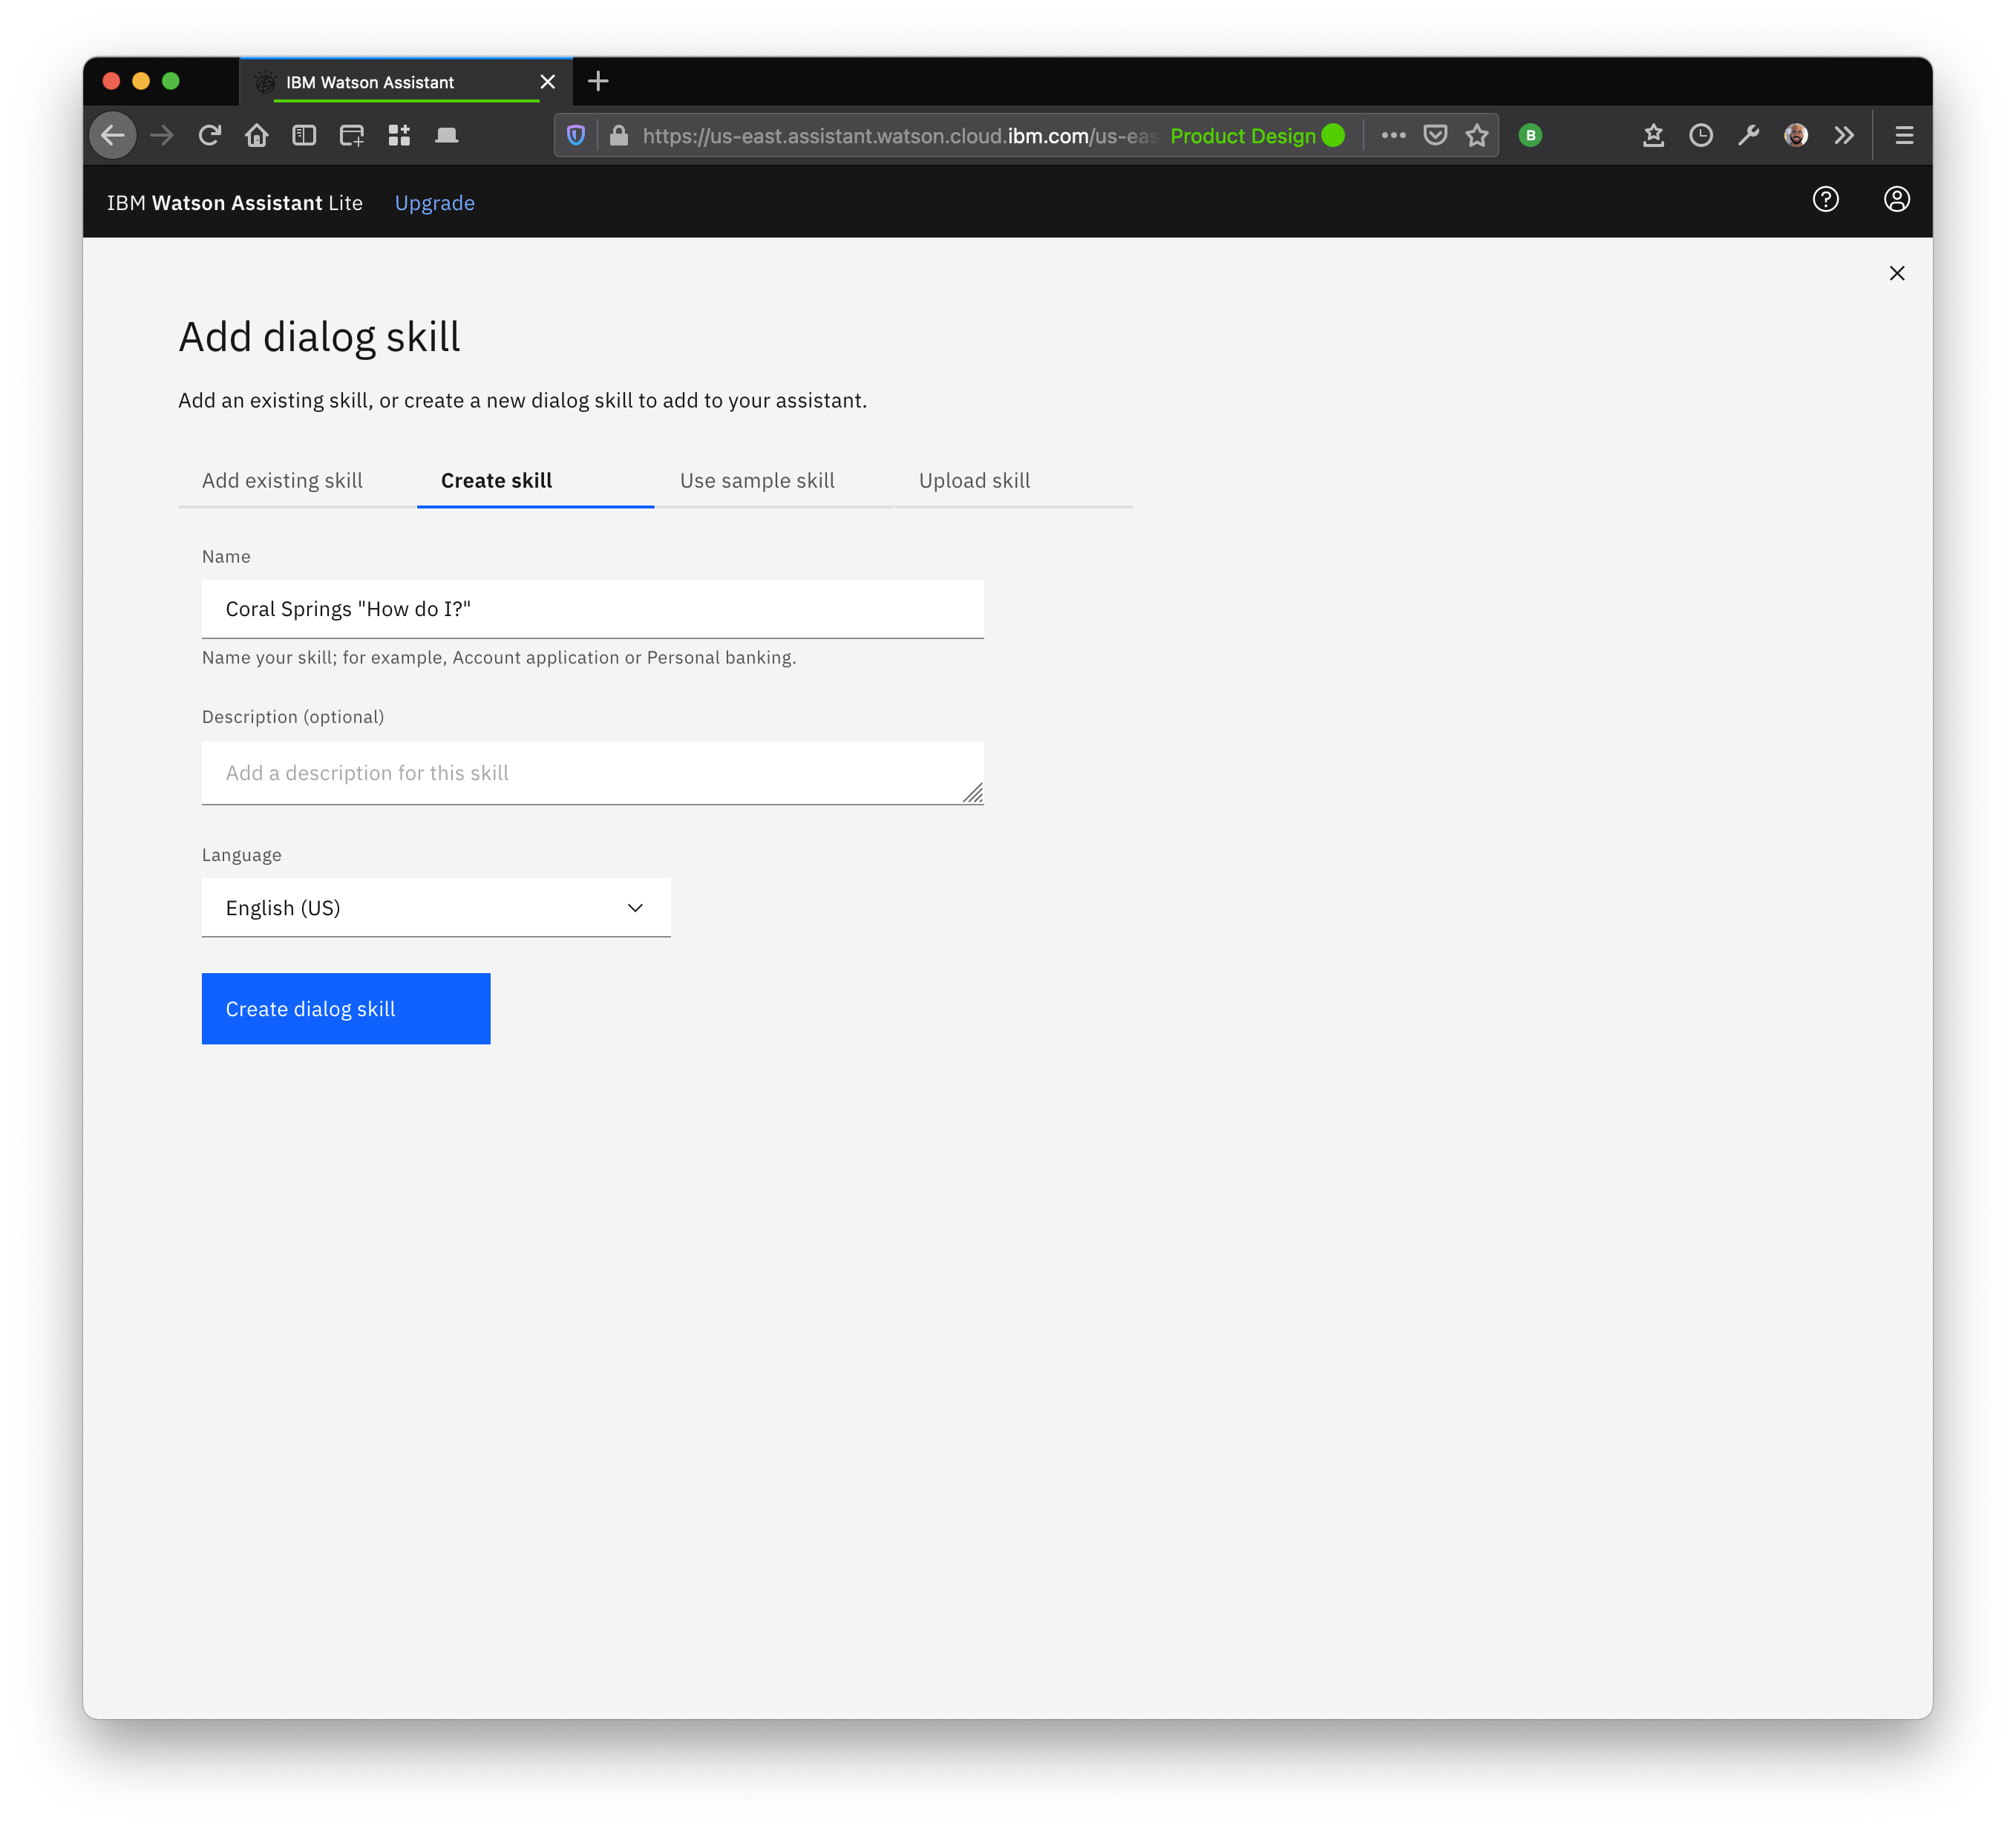 IBM Watson Assistant
https://us-east.assistant.watson.cloud.ibm.com/us-eas Product Design
B
IBM Watson Assistant Lite Upgrade
Add dialog skill
Add an existing skill, or create a new dialog skill to add to your assistant.
Add existing skill Create skill Use sample skill Upload skill
Name
Coral Springs "How do I?"
Name your skill; for example, Account application or Personal banking.
Description (optional)
Add a description for this skill
Language
English (US)
Create dialog skill